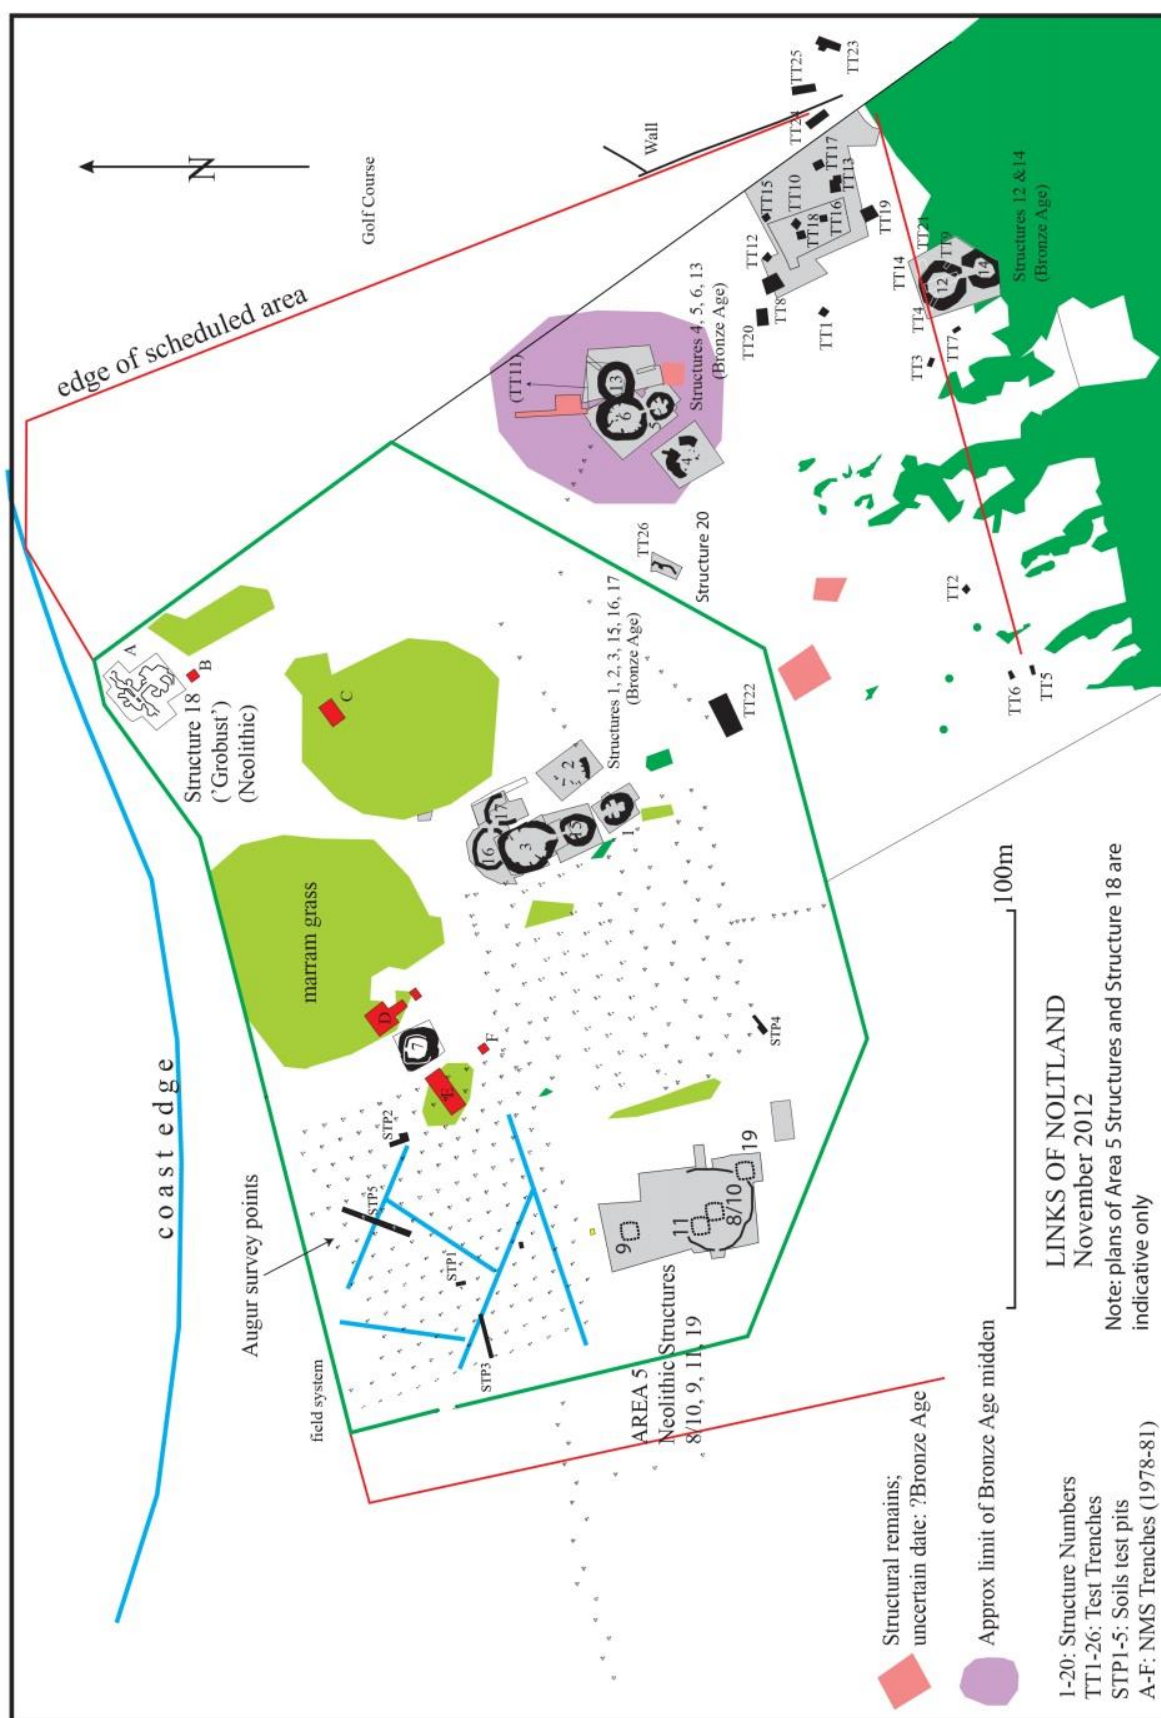 coast edge
edge of scheduled area
N
Golf Course
Wall
Augur survey points
field system
marram grass
Structure 18
('Grobust')
(Neolithic)
A
B
C
D
E
F
7
STP2
STP5
STP1
STP3
STP4
16
17
3
15
2
1
Structures 1, 2, 3, 15, 16, 17
(Bronze Age)
(TT11)
13
6
5
4
Structures 4, 5, 6, 13
(Bronze Age)
TT26
Structure 20
TT22
TT23
TT25
TT24
TT17
TT13
TT15
TT10
TT18
TT16
TT12
TT19
TT8
TT20
TT1
TT21
TT14
TT9
TT4
12
14
TT3
TT7
TT2
TT6
TT5
Structures 12 &14
(Bronze Age)
9
11
8/10
19
AREA 5
Neolithic Structures
8/10, 9, 11, 19
100m
LINKS OF NOLTLAND
November 2012
Note: plans of Area 5 Structures and Structure 18 are
indicative only
Structural remains;
uncertain date: ?Bronze Age
Approx limit of Bronze Age midden
1-20: Structure Numbers
TT1-26: Test Trenches
STP1-5: Soils test pits
A-F: NMS Trenches (1978-81)